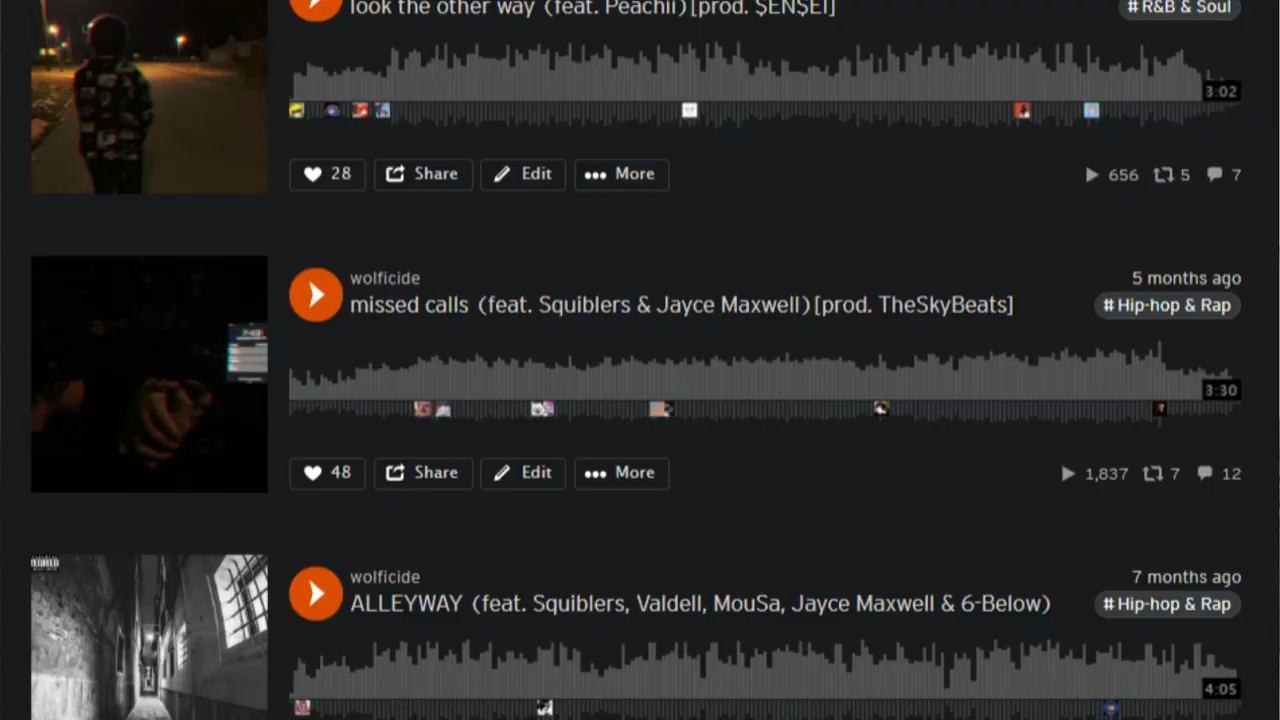 look the other way (feat. Peachii)[prod. $EN$EI]
# R&B & Soul
3:02
28 Share Edit More
656 5 7
wolficide
5 months ago
missed calls (feat. Squiblers & Jayce Maxwell)[prod. TheSkyBeats]
# Hip-hop & Rap
3:30
48 Share Edit More
1,837 7 12
wolficide
7 months ago
ALLEYWAY (feat. Squiblers, Valdell, MouSa, Jayce Maxwell & 6-Below)
# Hip-hop & Rap
4:05